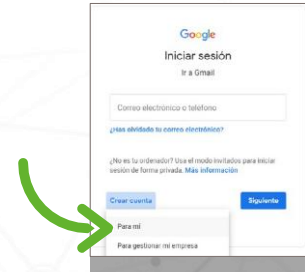 Google
Iniciar sesión
Ir a Gmail
Correo electrónico o teléfono
¿Has olvidado tu correo electrónico?
¿No es tu ordenador? Usa el modo invitados para iniciar
sesión de forma privada. Más información
Crear cuenta Siguiente
Para mí
Para gestionar mi empresa